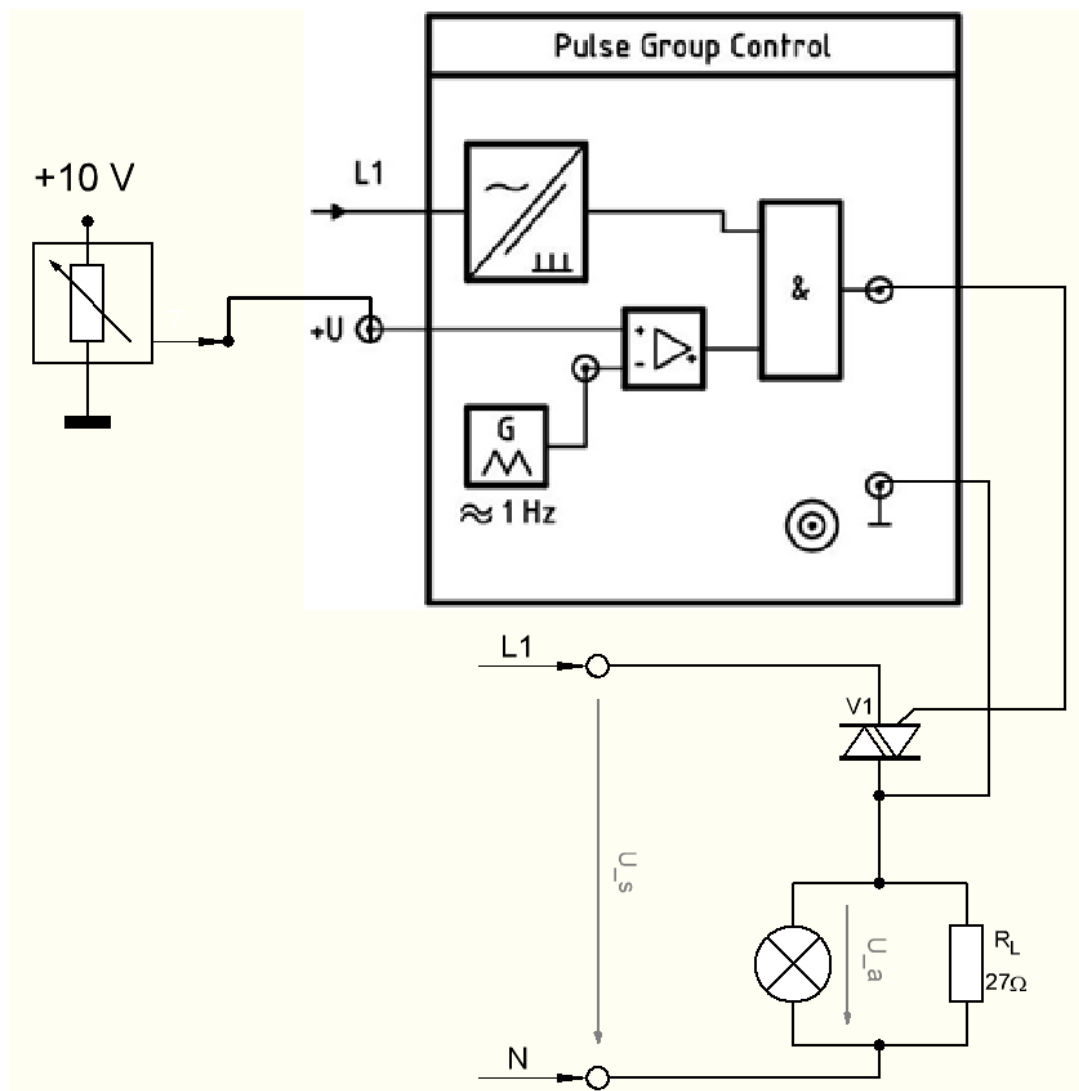 Pulse Group Control
+10 V
L1
+U
+
-
&
G
≈ 1 Hz
L1
V1
U_s
U_a
R_L
27Ω
N